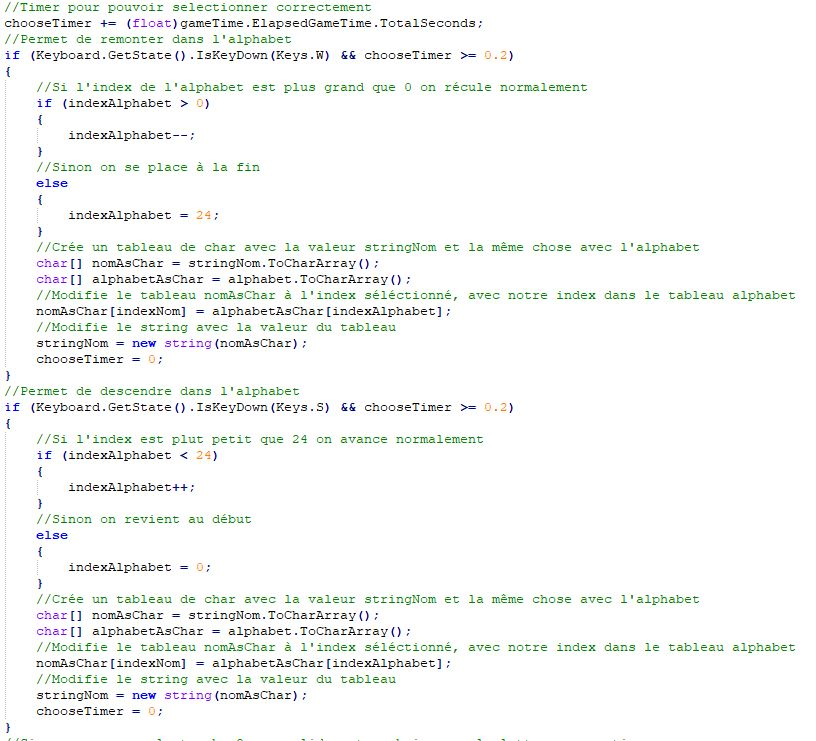 //Timer pour pouvoir selectionner correctement
chooseTimer += (float)gameTime.ElapsedGameTime.TotalSeconds;
//Permet de remonter dans l'alphabet
if (Keyboard.GetState().IsKeyDown(Keys.W) && chooseTimer >= 0.2)
{
    //Si l'index de l'alphabet est plus grand que 0 on récule normalement
    if (indexAlphabet > 0)
    {
        indexAlphabet--;
    }
    //Sinon on se place à la fin
    else
    {
        indexAlphabet = 24;
    }
    //Crée un tableau de char avec la valeur stringNom et la même chose avec l'alphabet
    char[] nomAsChar = stringNom.ToCharArray();
    char[] alphabetAsChar = alphabet.ToCharArray();
    //Modifie le tableau nomAsChar à l'index séléctionné, avec notre index dans le tableau alphabet
    nomAsChar[indexNom] = alphabetAsChar[indexAlphabet];
    //Modifie le string avec la valeur du tableau
    stringNom = new string(nomAsChar);
    chooseTimer = 0;
}
//Permet de descendre dans l'alphabet
if (Keyboard.GetState().IsKeyDown(Keys.S) && chooseTimer >= 0.2)
{
    //Si l'index est plut petit que 24 on avance normalement
    if (indexAlphabet < 24)
    {
        indexAlphabet++;
    }
    //Sinon on revient au début
    else
    {
        indexAlphabet = 0;
    }
    //Crée un tableau de char avec la valeur stringNom et la même chose avec l'alphabet
    char[] nomAsChar = stringNom.ToCharArray();
    char[] alphabetAsChar = alphabet.ToCharArray();
    //Modifie le tableau nomAsChar à l'index séléctionné, avec notre index dans le tableau alphabet
    nomAsChar[indexNom] = alphabetAsChar[indexAlphabet];
    //Modifie le string avec la valeur du tableau
    stringNom = new string(nomAsChar);
    chooseTimer = 0;
}